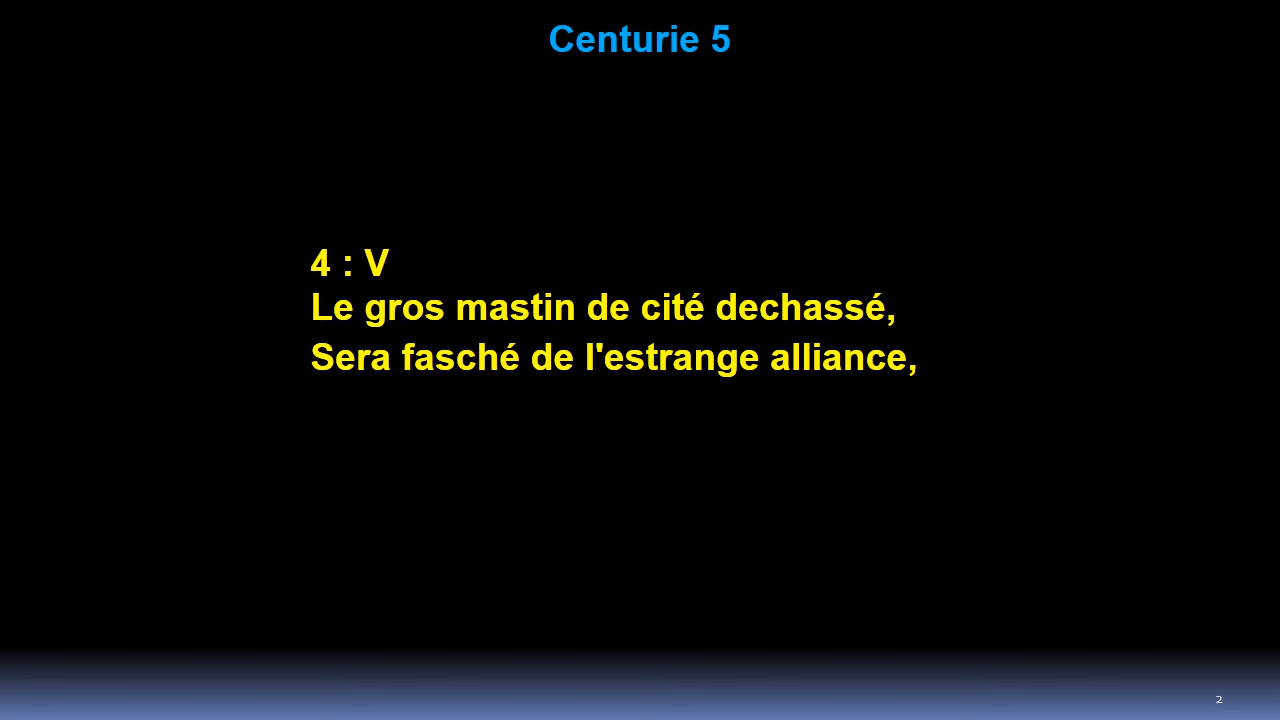 Centurie 5
4 : V
Le gros mastin de cité dechassé,
Sera fasché de l'estrange alliance,
2